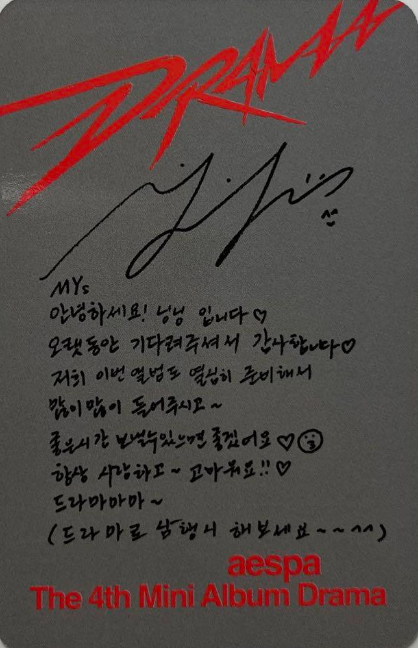 DRAMA
MYs
안녕하세요! 닝닝 입니다♡
오랫동안 기다려주셔서 감사합니다♡
저희 이번 앨범도 열심히 준비해서
많이많이 들어주시고~
좋은시간 보낼수있으면 좋겠어요♡
항상 사랑하고~ 고마워요!!♡
드라마마마~
(드라마로 삼행시 해보세요~~^^)
aespa
The 4th Mini Album Drama